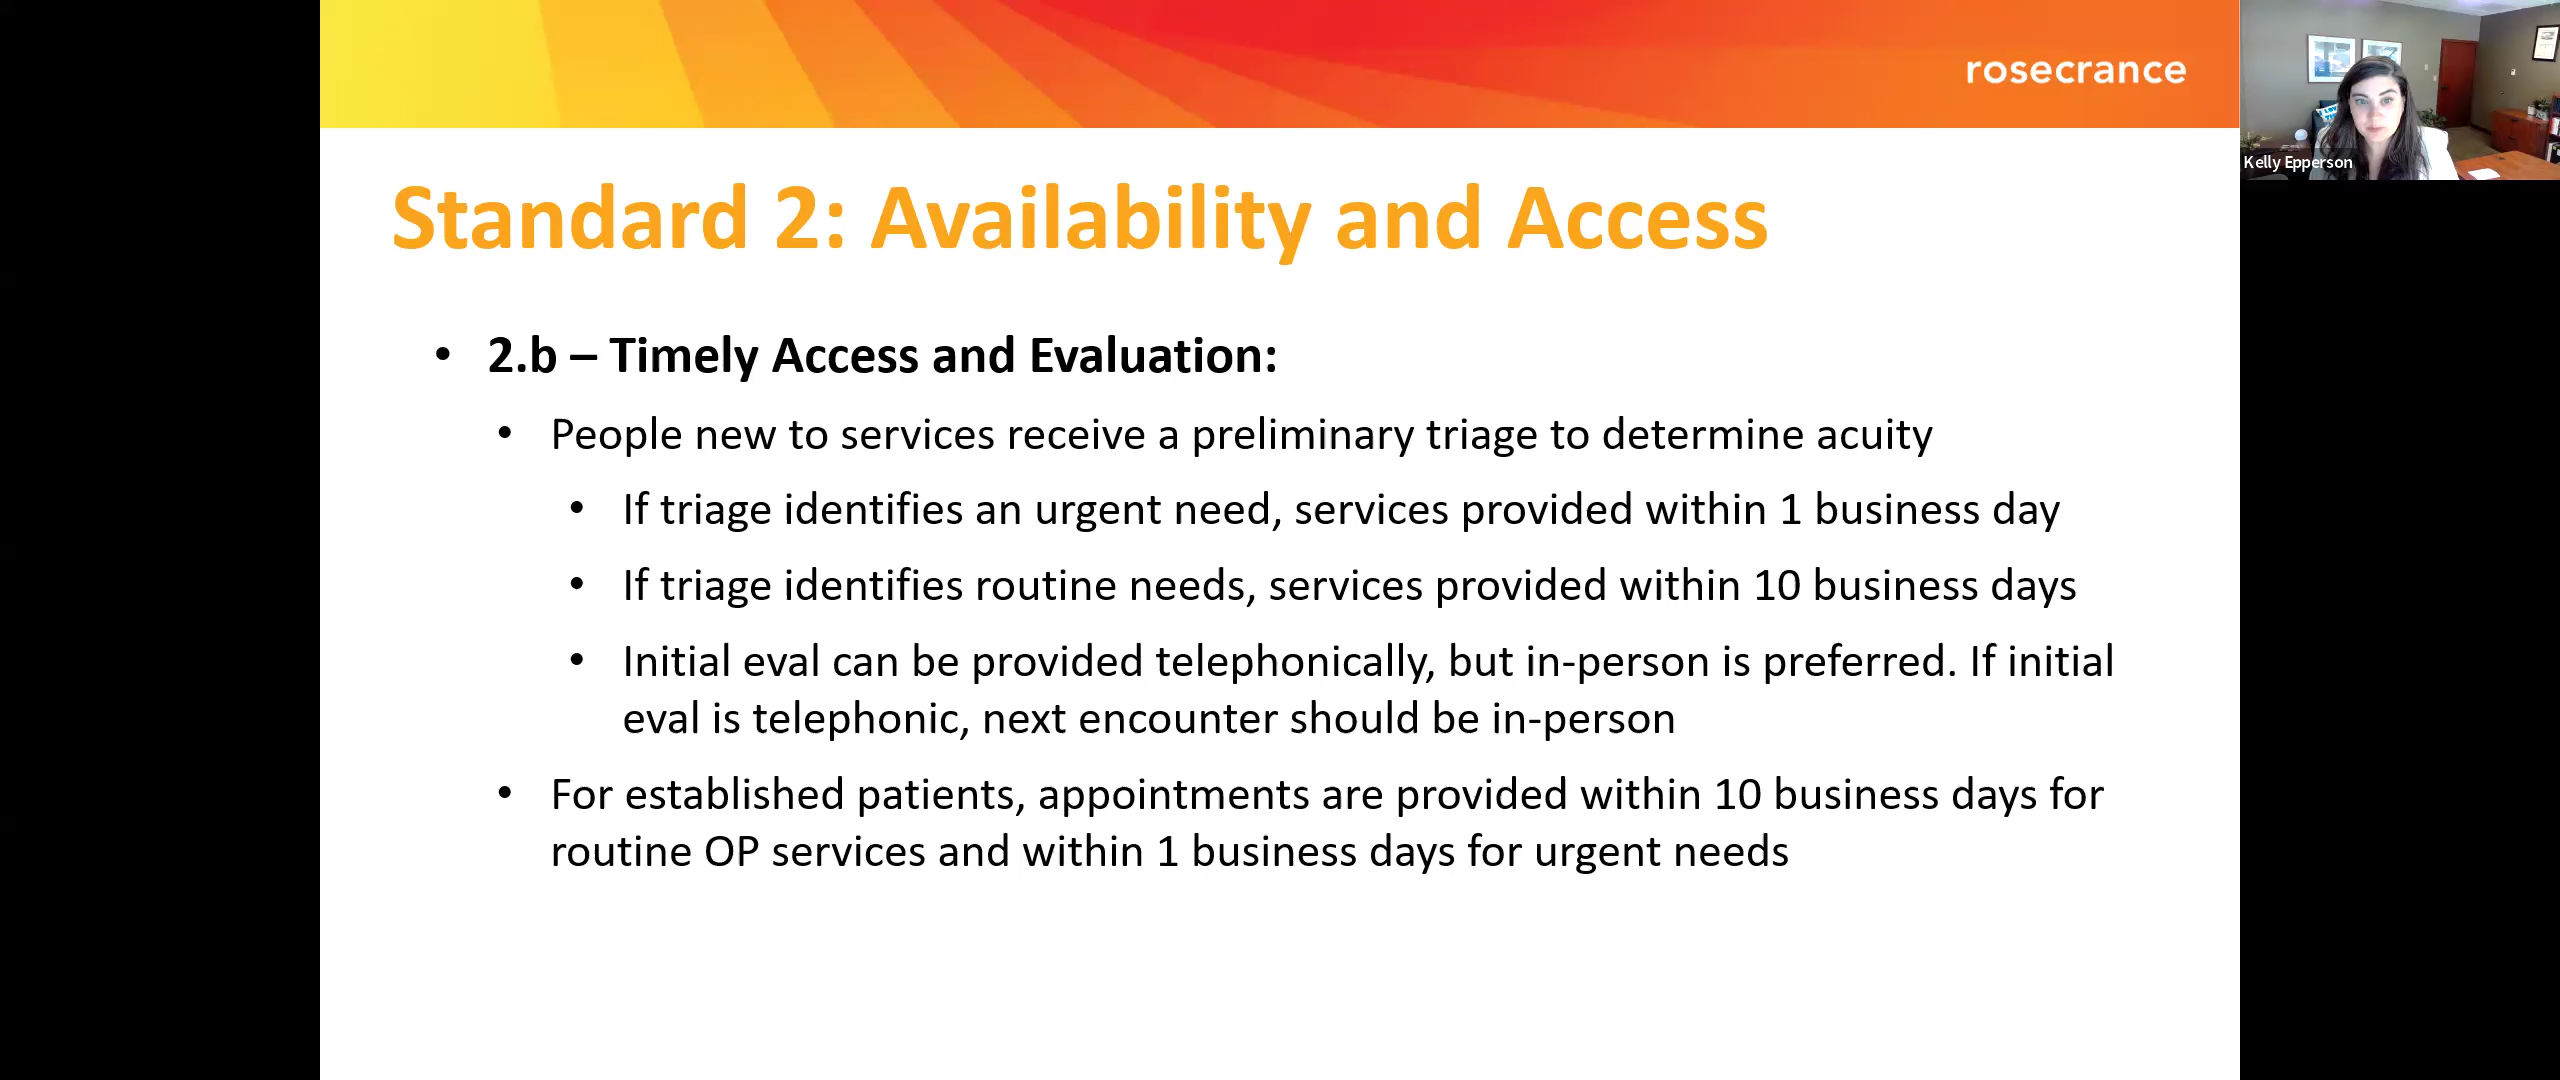 rosecrance
Kelly Epperson
Standard 2: Availability and Access
• 2.b – Timely Access and Evaluation:
• People new to services receive a preliminary triage to determine acuity
• If triage identifies an urgent need, services provided within 1 business day
• If triage identifies routine needs, services provided within 10 business days
• Initial eval can be provided telephonically, but in-person is preferred. If initial
eval is telephonic, next encounter should be in-person
• For established patients, appointments are provided within 10 business days for
routine OP services and within 1 business days for urgent needs